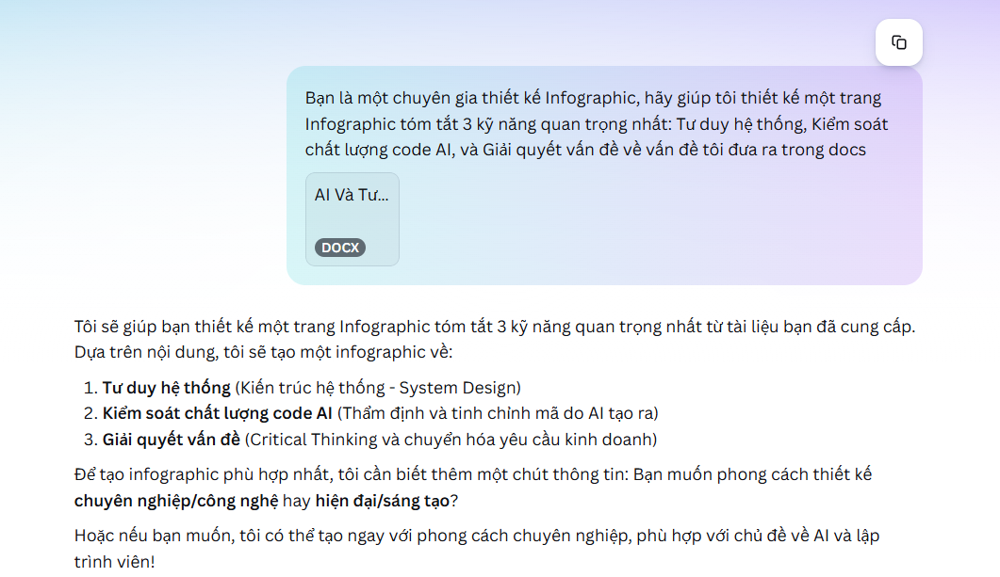 Bạn là một chuyên gia thiết kế Infographic, hãy giúp tôi thiết kế một trang
Infographic tóm tắt 3 kỹ năng quan trọng nhất: Tư duy hệ thống, Kiểm soát
chất lượng code AI, và Giải quyết vấn đề về vấn đề tôi đưa ra trong docs
AI Và Tư...
DOCX
Tôi sẽ giúp bạn thiết kế một trang Infographic tóm tắt 3 kỹ năng quan trọng nhất từ tài liệu bạn đã cung cấp.
Dựa trên nội dung, tôi sẽ tạo một infographic về:
1. Tư duy hệ thống (Kiến trúc hệ thống - System Design)
2. Kiểm soát chất lượng code AI (Thẩm định và tinh chỉnh mã do AI tạo ra)
3. Giải quyết vấn đề (Critical Thinking và chuyển hóa yêu cầu kinh doanh)
Để tạo infographic phù hợp nhất, tôi cần biết thêm một chút thông tin: Bạn muốn phong cách thiết kế
chuyên nghiệp/công nghệ hay hiện đại/sáng tạo?
Hoặc nếu bạn muốn, tôi có thể tạo ngay với phong cách chuyên nghiệp, phù hợp với chủ đề về AI và lập
trình viên!